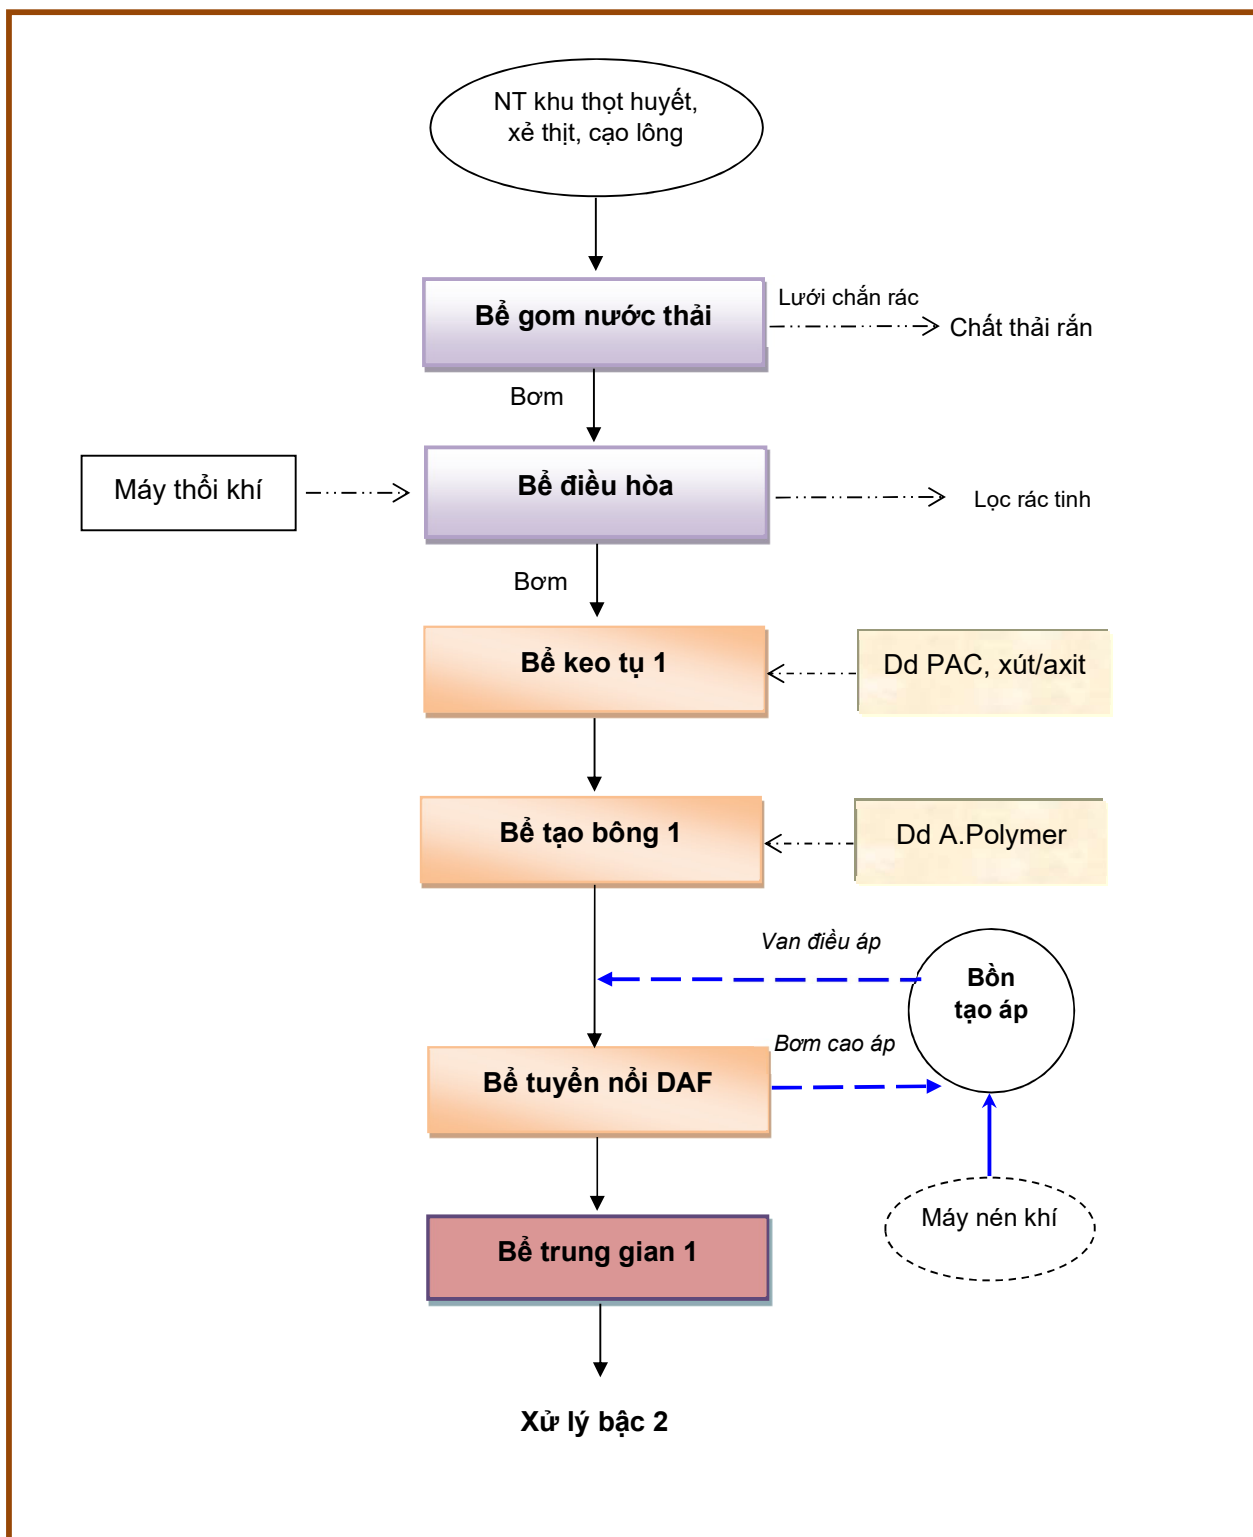 NT khu thọt huyết,
xẻ thịt, cạo lông
Bể gom nước thải
Lưới chắn rác
Chất thải rắn
Bơm
Máy thổi khí
Bể điều hòa
Lọc rác tinh
Bơm
Bể keo tụ 1
Dd PAC, xút/axit
Bể tạo bông 1
Dd A.Polymer
Van điều áp
Bồn
tạo áp
Bơm cao áp
Bể tuyển nổi DAF
Máy nén khí
Bể trung gian 1
Xử lý bậc 2